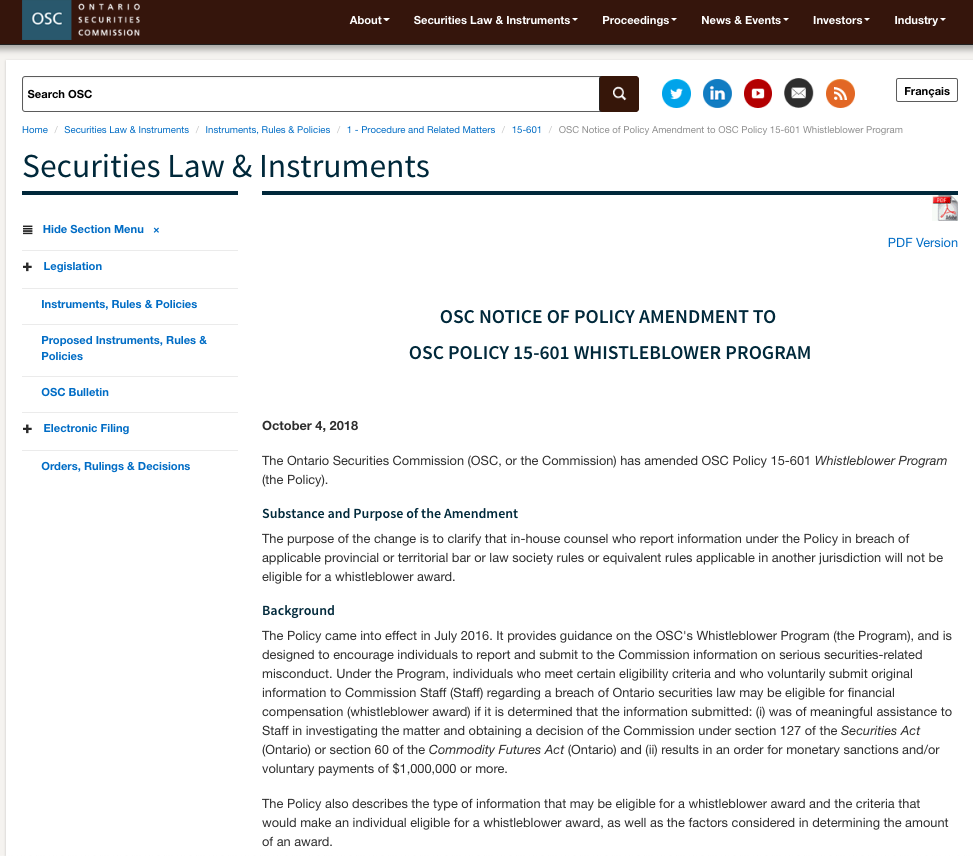 OSC
ONTARIO
SECURITIES
COMMISSION
About
Securities Law & Instruments
Proceedings
News & Events
Investors
Industry
Search OSC
Français
Home / Securities Law & Instruments / Instruments, Rules & Policies / 1 - Procedure and Related Matters / 15-601 / OSC Notice of Policy Amendment to OSC Policy 15-601 Whistleblower Program
Securities Law & Instruments
Hide Section Menu ×
Legislation
Instruments, Rules & Policies
Proposed Instruments, Rules &
Policies
OSC Bulletin
Electronic Filing
Orders, Rulings & Decisions
PDF
PDF Version
OSC NOTICE OF POLICY AMENDMENT TO
OSC POLICY 15-601 WHISTLEBLOWER PROGRAM
October 4, 2018
The Ontario Securities Commission (OSC, or the Commission) has amended OSC Policy 15-601 Whistleblower Program
(the Policy).
Substance and Purpose of the Amendment
The purpose of the change is to clarify that in-house counsel who report information under the Policy in breach of
applicable provincial or territorial bar or law society rules or equivalent rules applicable in another jurisdiction will not be
eligible for a whistleblower award.
Background
The Policy came into effect in July 2016. It provides guidance on the OSC's Whistleblower Program (the Program), and is
designed to encourage individuals to report and submit to the Commission information on serious securities-related
misconduct. Under the Program, individuals who meet certain eligibility criteria and who voluntarily submit original
information to Commission Staff (Staff) regarding a breach of Ontario securities law may be eligible for financial
compensation (whistleblower award) if it is determined that the information submitted: (i) was of meaningful assistance to
Staff in investigating the matter and obtaining a decision of the Commission under section 127 of the Securities Act
(Ontario) or section 60 of the Commodity Futures Act (Ontario) and (ii) results in an order for monetary sanctions and/or
voluntary payments of $1,000,000 or more.
The Policy also describes the type of information that may be eligible for a whistleblower award and the criteria that
would make an individual eligible for a whistleblower award, as well as the factors considered in determining the amount
of an award.